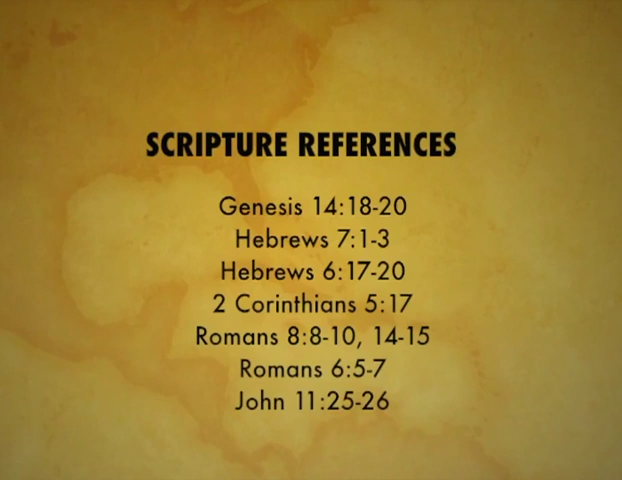 SCRIPTURE REFERENCES
Genesis 14:18-20
Hebrews 7:1-3
Hebrews 6:17-20
2 Corinthians 5:17
Romans 8:8-10, 14-15
Romans 6:5-7
John 11:25-26